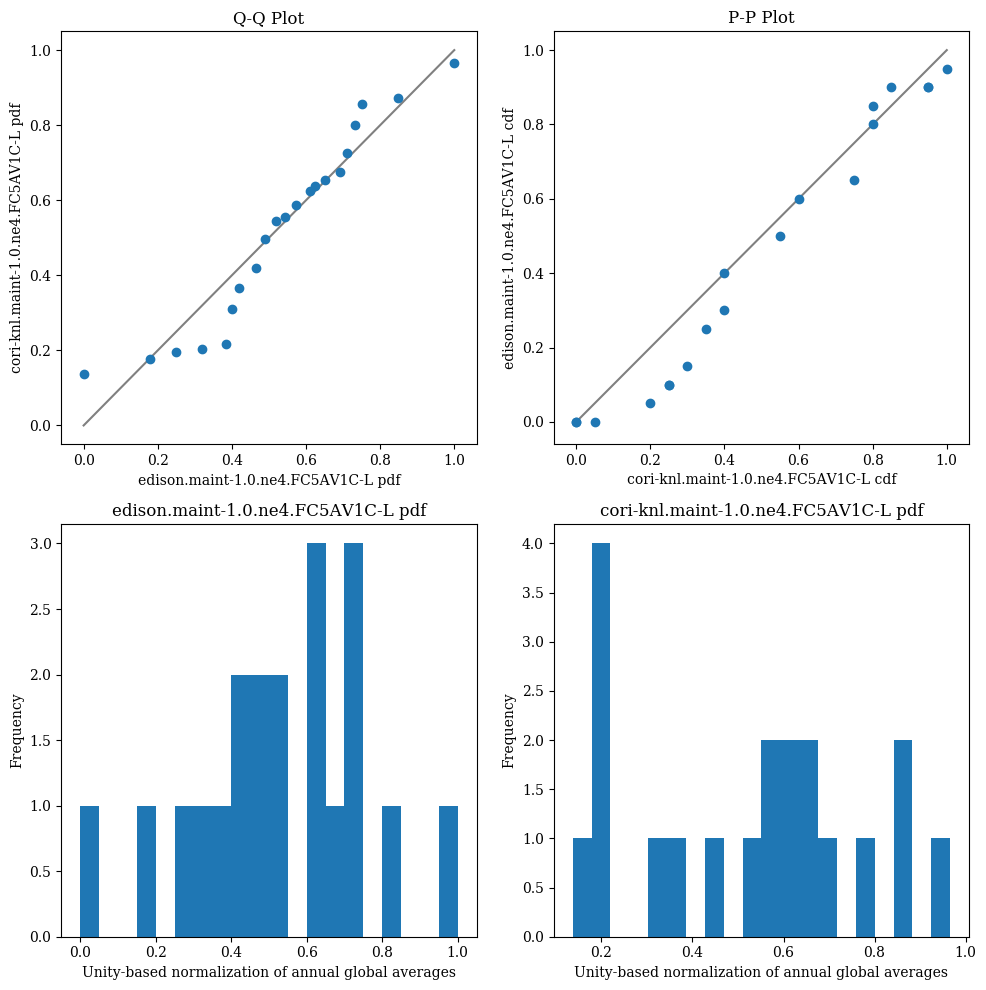 Q-Q Plot
1.0
0.8
0.6
0.4
0.2
0.0
cori-knl.maint-1.0.ne4.FC5AV1C-L pdf
0.0 0.2 0.4 0.6 0.8 1.0
edison.maint-1.0.ne4.FC5AV1C-L pdf
P-P Plot
1.0
0.8
0.6
0.4
0.2
0.0
edison.maint-1.0.ne4.FC5AV1C-L cdf
0.0 0.2 0.4 0.6 0.8 1.0
cori-knl.maint-1.0.ne4.FC5AV1C-L cdf
edison.maint-1.0.ne4.FC5AV1C-L pdf
3.0
2.5
2.0
1.5
1.0
0.5
0.0
Frequency
0.0 0.2 0.4 0.6 0.8 1.0
Unity-based normalization of annual global averages
cori-knl.maint-1.0.ne4.FC5AV1C-L pdf
4.0
3.5
3.0
2.5
2.0
1.5
1.0
0.5
0.0
Frequency
0.2 0.4 0.6 0.8 1.0
Unity-based normalization of annual global averages